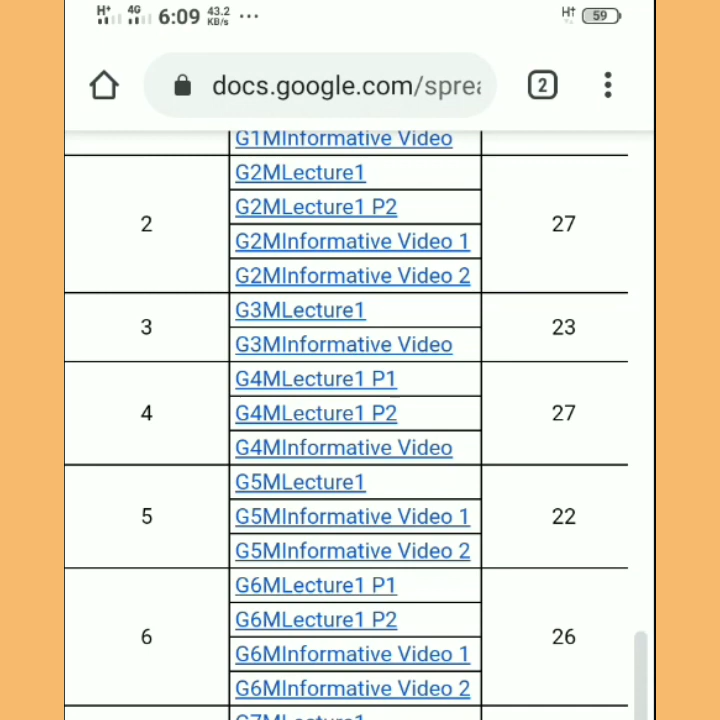 H+ 4G 6:09 43.2 KB/s ... H↑ 59
docs.google.com/sprea 2
G1MInformative Video
G2MLecture1
G2MLecture1 P2
2 27
G2MInformative Video 1
G2MInformative Video 2
G3MLecture1
3 23
G3MInformative Video
G4MLecture1 P1
4 G4MLecture1 P2 27
G4MInformative Video
G5MLecture1
5 G5MInformative Video 1 22
G5MInformative Video 2
G6MLecture1 P1
G6MLecture1 P2
6 26
G6MInformative Video 1
G6MInformative Video 2
G7MLecture1